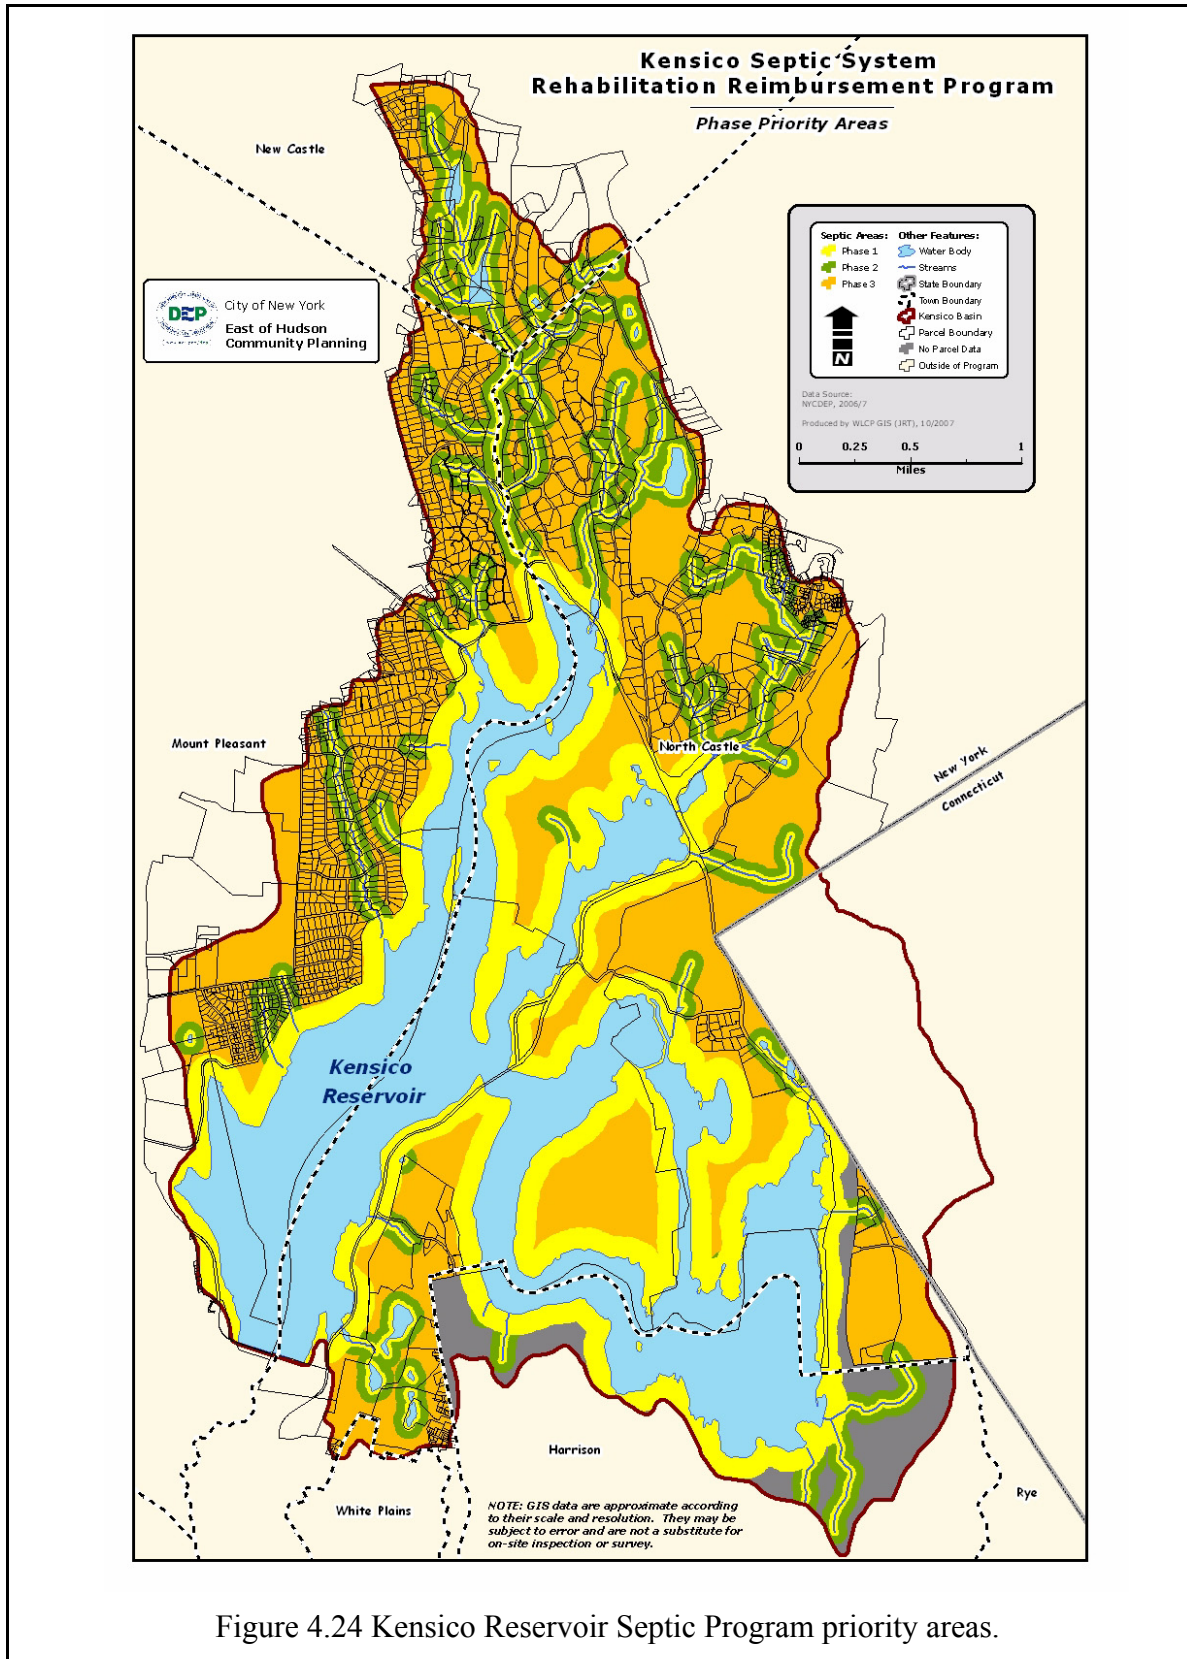 Kensico Septic System
Rehabilitation Reimbursement Program
Phase Priority Areas
New Castle
DEP
City of New York
East of Hudson
Community Planning
Septic Areas:
Phase 1
Phase 2
Phase 3
Other Features:
Water Body
Streams
State Boundary
Town Boundary
Kensico Basin
Parcel Boundary
No Parcel Data
Outside of Program
N
Data Source:
NYCDEP, 2006/7
Produced by WLCP GIS (JRT), 10/2007
0 0.25 0.5 1
Miles
Mount Pleasant
North Castle
New York
Connecticut
Kensico
Reservoir
Harrison
White Plains
Rye
NOTE: GIS data are approximate according
to their scale and resolution. They may be
subject to error and are not a substitute for
on-site inspection or survey.
Figure 4.24 Kensico Reservoir Septic Program priority areas.